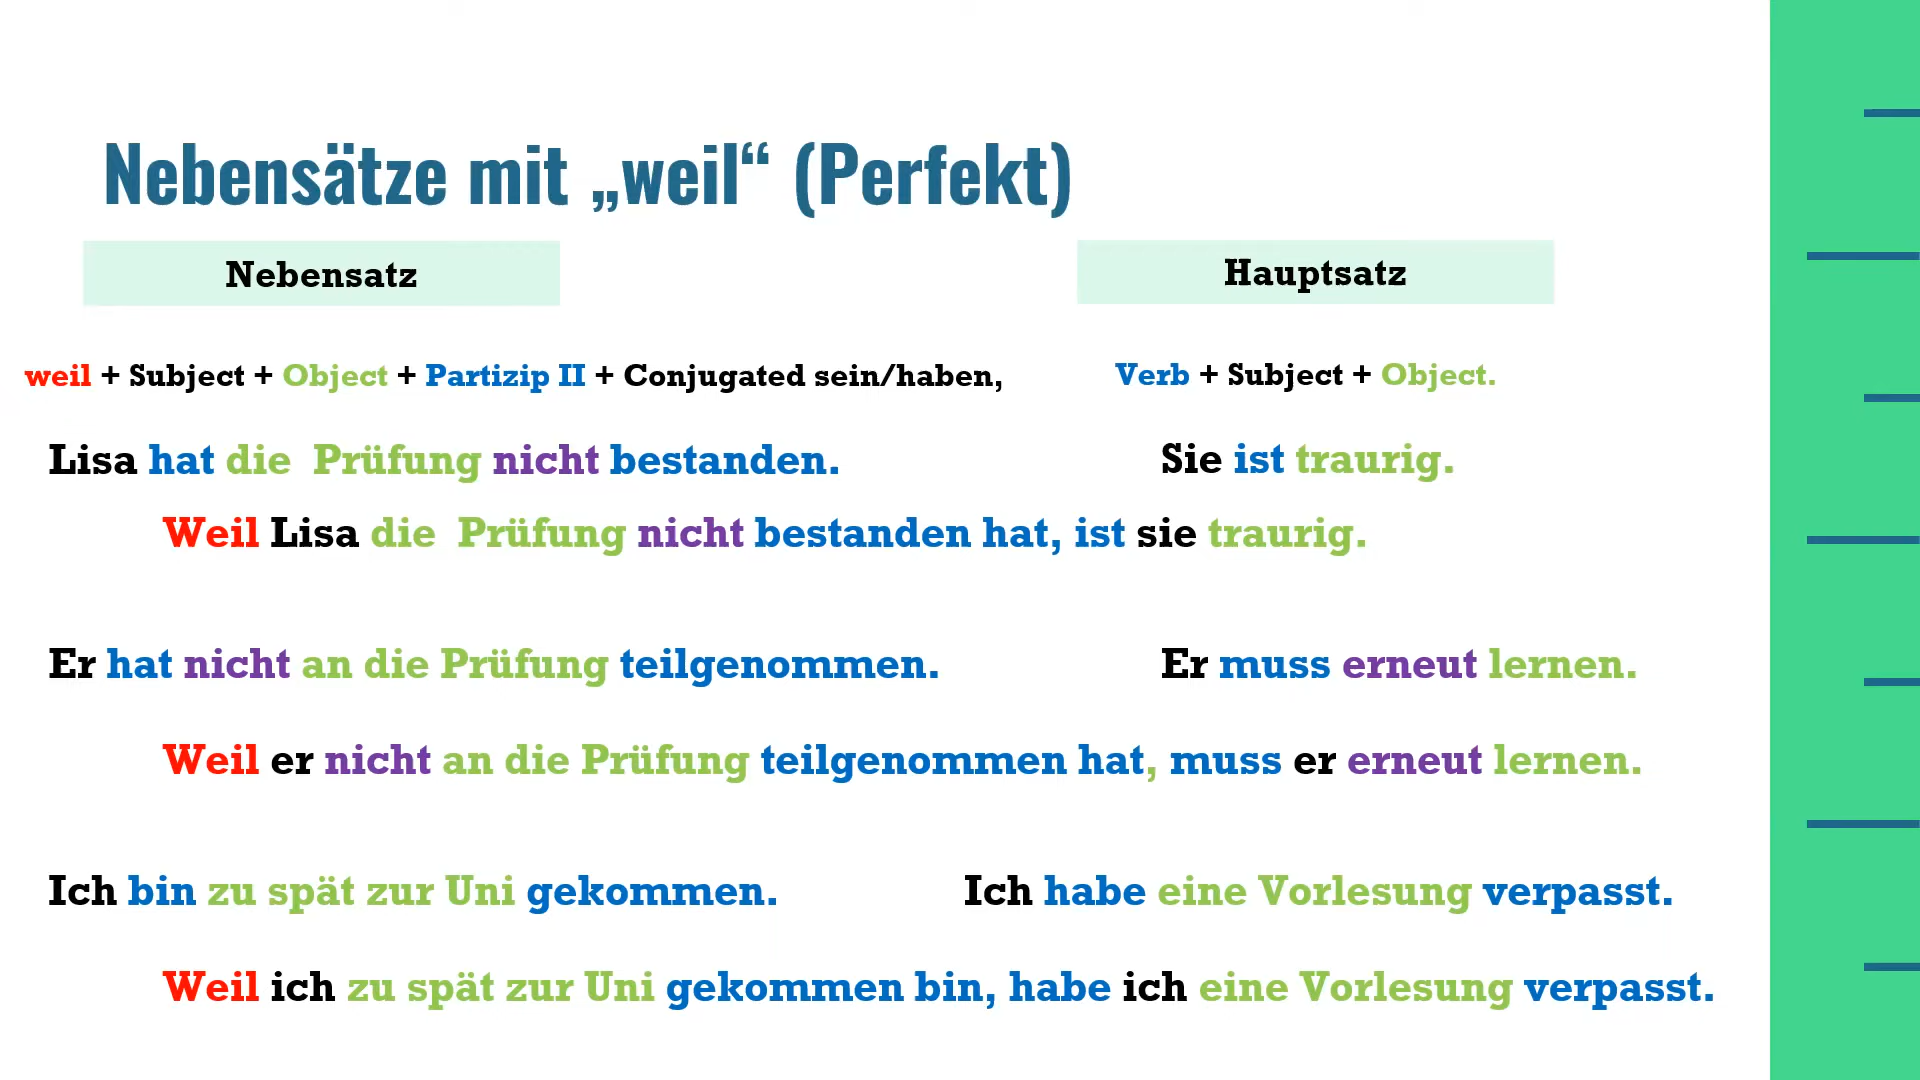 Nebensätze mit „weil“ (Perfekt)
Nebensatz
Hauptsatz
weil + Subject + Object + Partizip II + Conjugated sein/haben,
Verb + Subject + Object.
Lisa hat die Prüfung nicht bestanden.
Sie ist traurig.
Weil Lisa die Prüfung nicht bestanden hat, ist sie traurig.
Er hat nicht an die Prüfung teilgenommen.
Er muss erneut lernen.
Weil er nicht an die Prüfung teilgenommen hat, muss er erneut lernen.
Ich bin zu spät zur Uni gekommen.
Ich habe eine Vorlesung verpasst.
Weil ich zu spät zur Uni gekommen bin, habe ich eine Vorlesung verpasst.